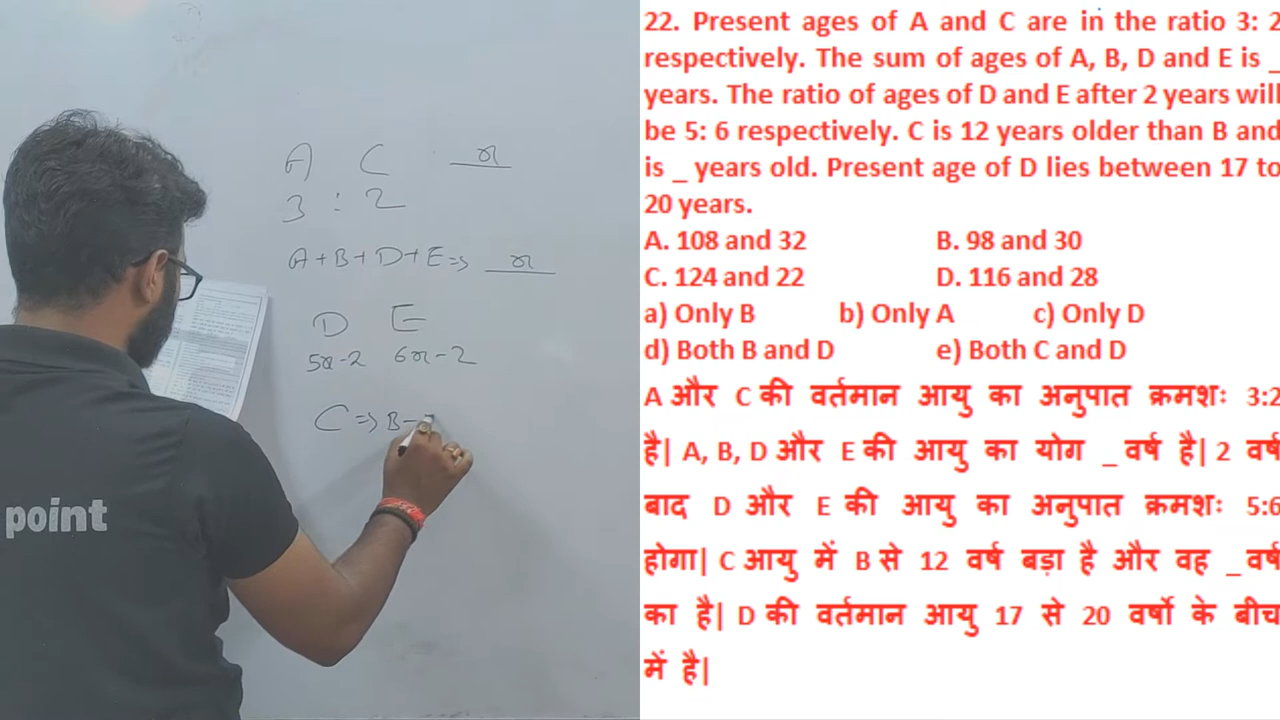 point
A C x
3 : 2
A + B + D + E => x
D E
5x-2 6x-2
C => B
22. Present ages of A and C are in the ratio 3: 2
respectively. The sum of ages of A, B, D and E is _
years. The ratio of ages of D and E after 2 years will
be 5: 6 respectively. C is 12 years older than B and
is _ years old. Present age of D lies between 17 to
20 years.
A. 108 and 32 B. 98 and 30
C. 124 and 22 D. 116 and 28
a) Only B b) Only A c) Only D
d) Both B and D e) Both C and D
A और C की वर्तमान आयु का अनुपात क्रमशः 3:2
है| A, B, D और E की आयु का योग _ वर्ष है| 2 वर्ष
बाद D और E की आयु का अनुपात क्रमशः 5:6
होगा| C आयु में B से 12 वर्ष बड़ा है और वह _ वर्ष
का है| D की वर्तमान आयु 17 से 20 वर्षो के बीच
में है|